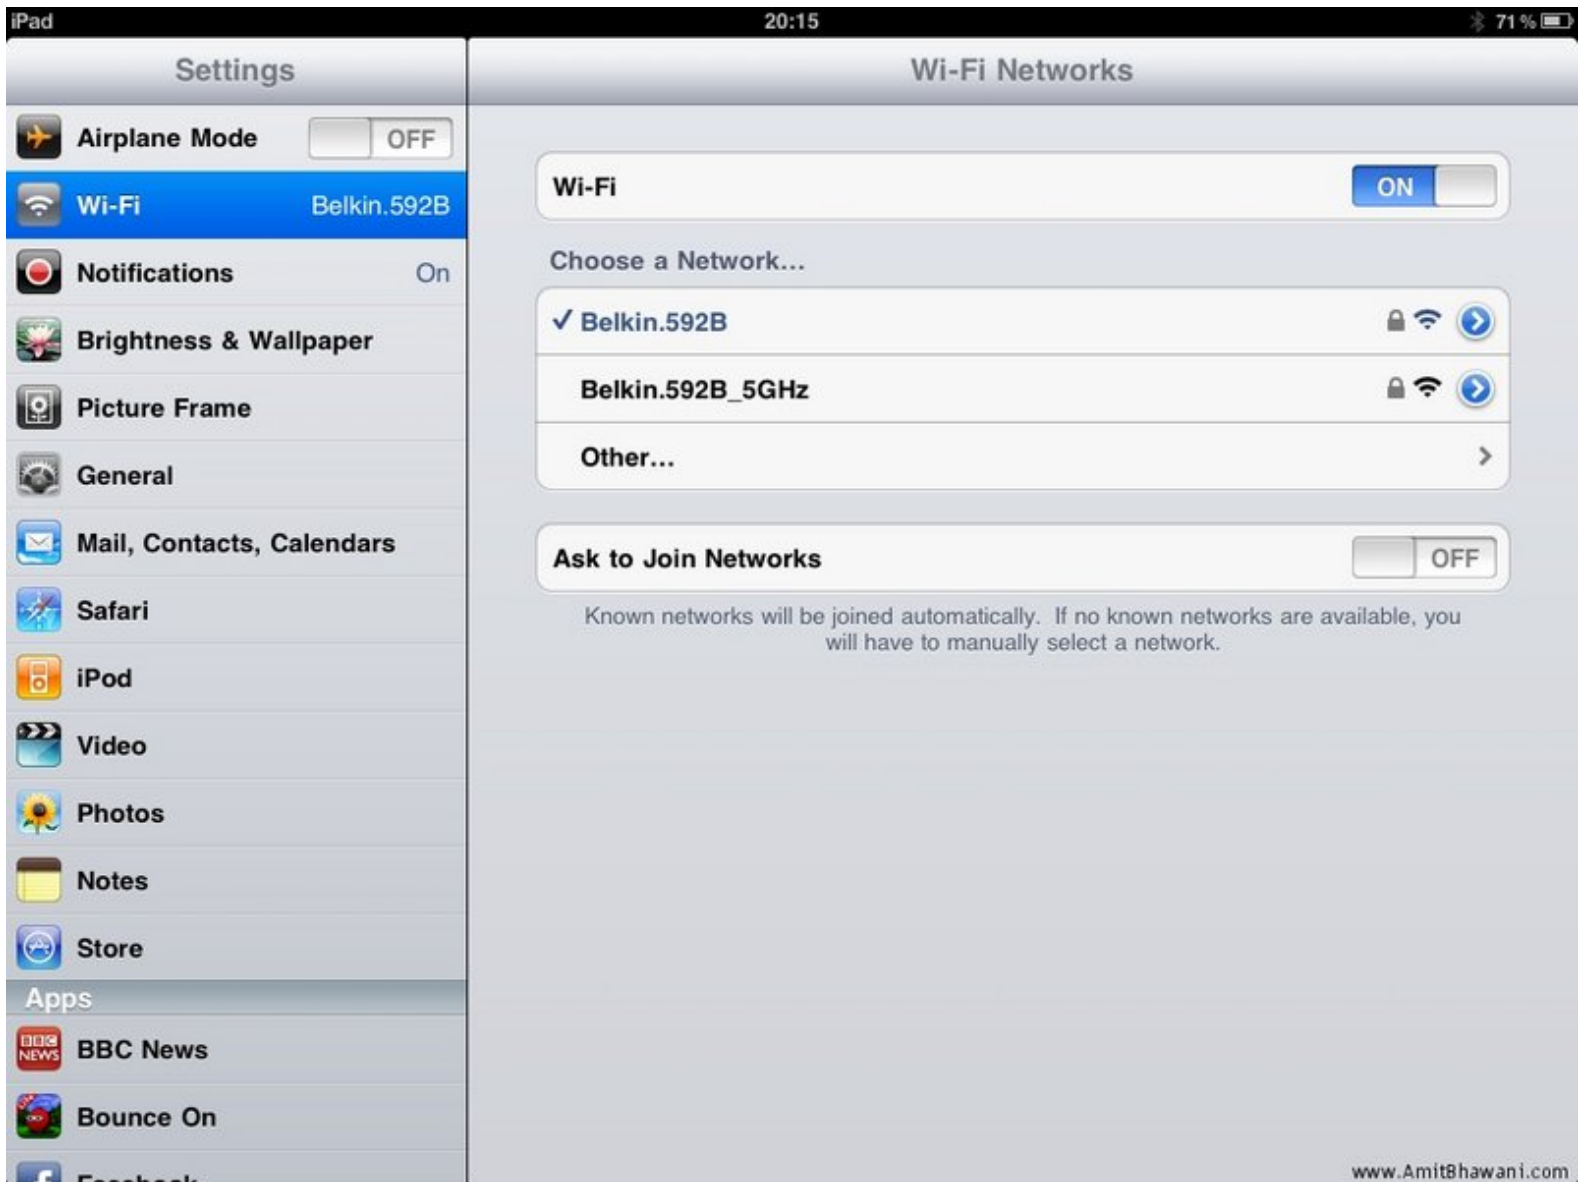 iPad 20:15 71%
Settings
Airplane Mode OFF
Wi-Fi Belkin.592B
Notifications On
Brightness & Wallpaper
Picture Frame
General
Mail, Contacts, Calendars
Safari
iPod
Video
Photos
Notes
Store
Apps
BBC NEWS BBC News
Bounce On
Facebook
Wi-Fi Networks
Wi-Fi ON
Choose a Network...
✓ Belkin.592B
Belkin.592B_5GHz
Other...
Ask to Join Networks OFF
Known networks will be joined automatically. If no known networks are available, you
will have to manually select a network.
www.AmitBhawani.com